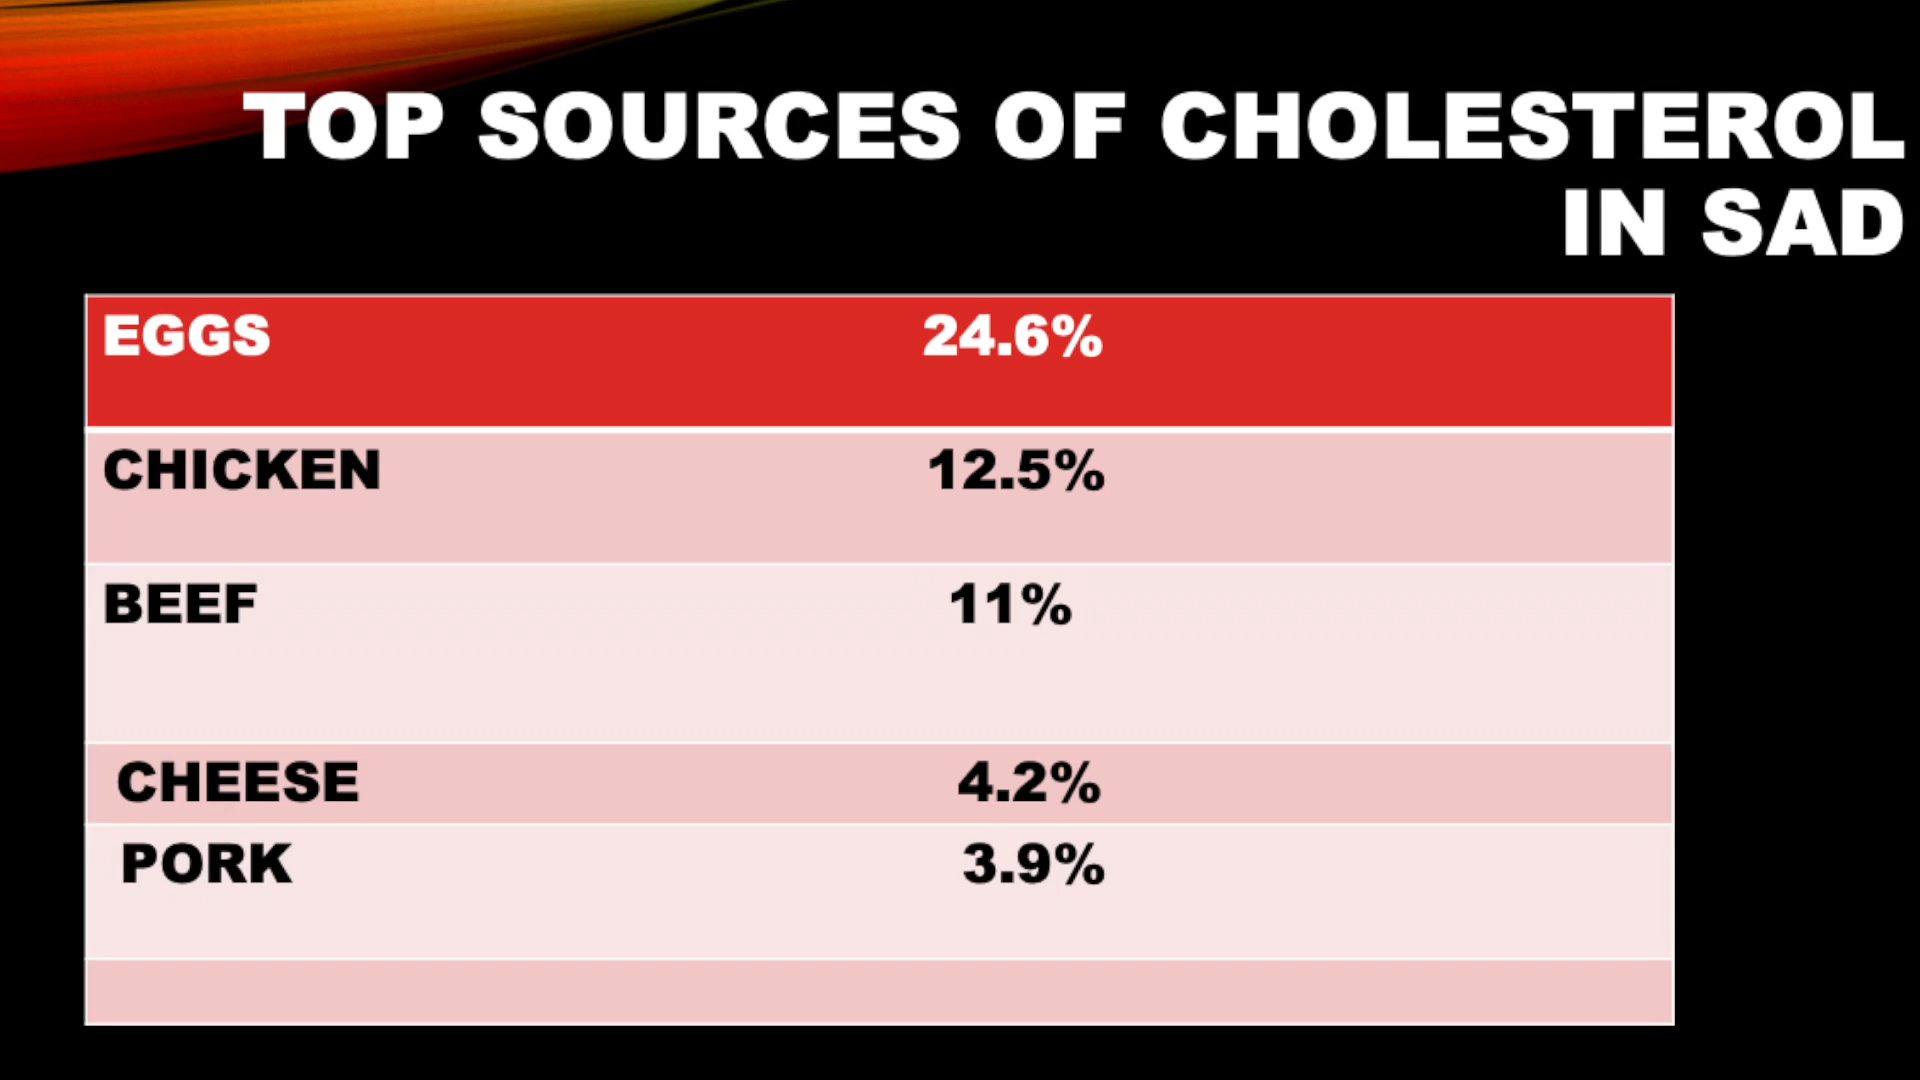 TOP SOURCES OF CHOLESTEROL
IN SAD
EGGS 24.6%
CHICKEN 12.5%
BEEF 11%
CHEESE 4.2%
PORK 3.9%